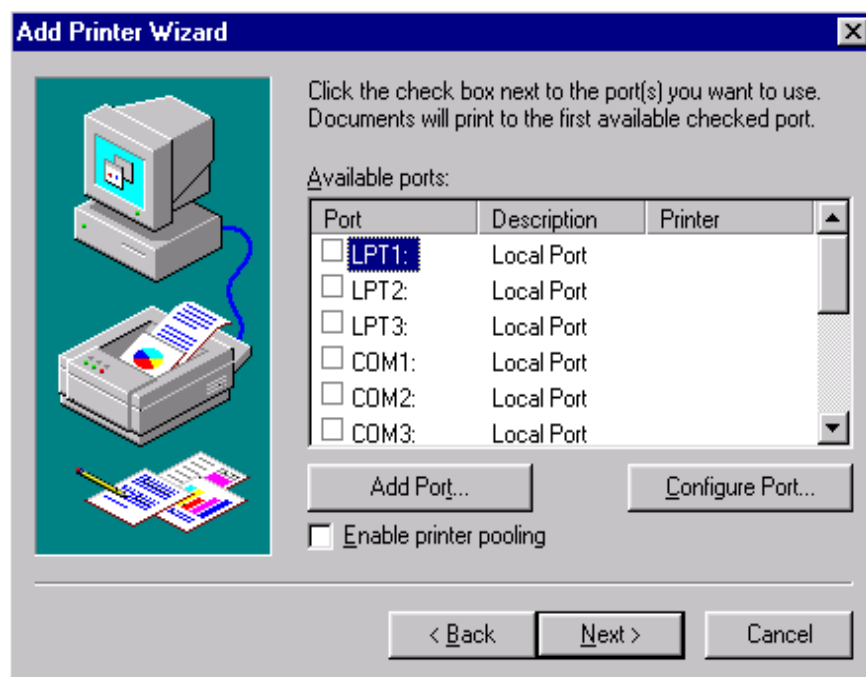 Add Printer Wizard
Click the check box next to the port(s) you want to use.
Documents will print to the first available checked port.
Available ports:
Port Description Printer
LPT1: Local Port
LPT2: Local Port
LPT3: Local Port
COM1: Local Port
COM2: Local Port
COM3: Local Port
Add Port... Configure Port...
Enable printer pooling
< Back Next > Cancel